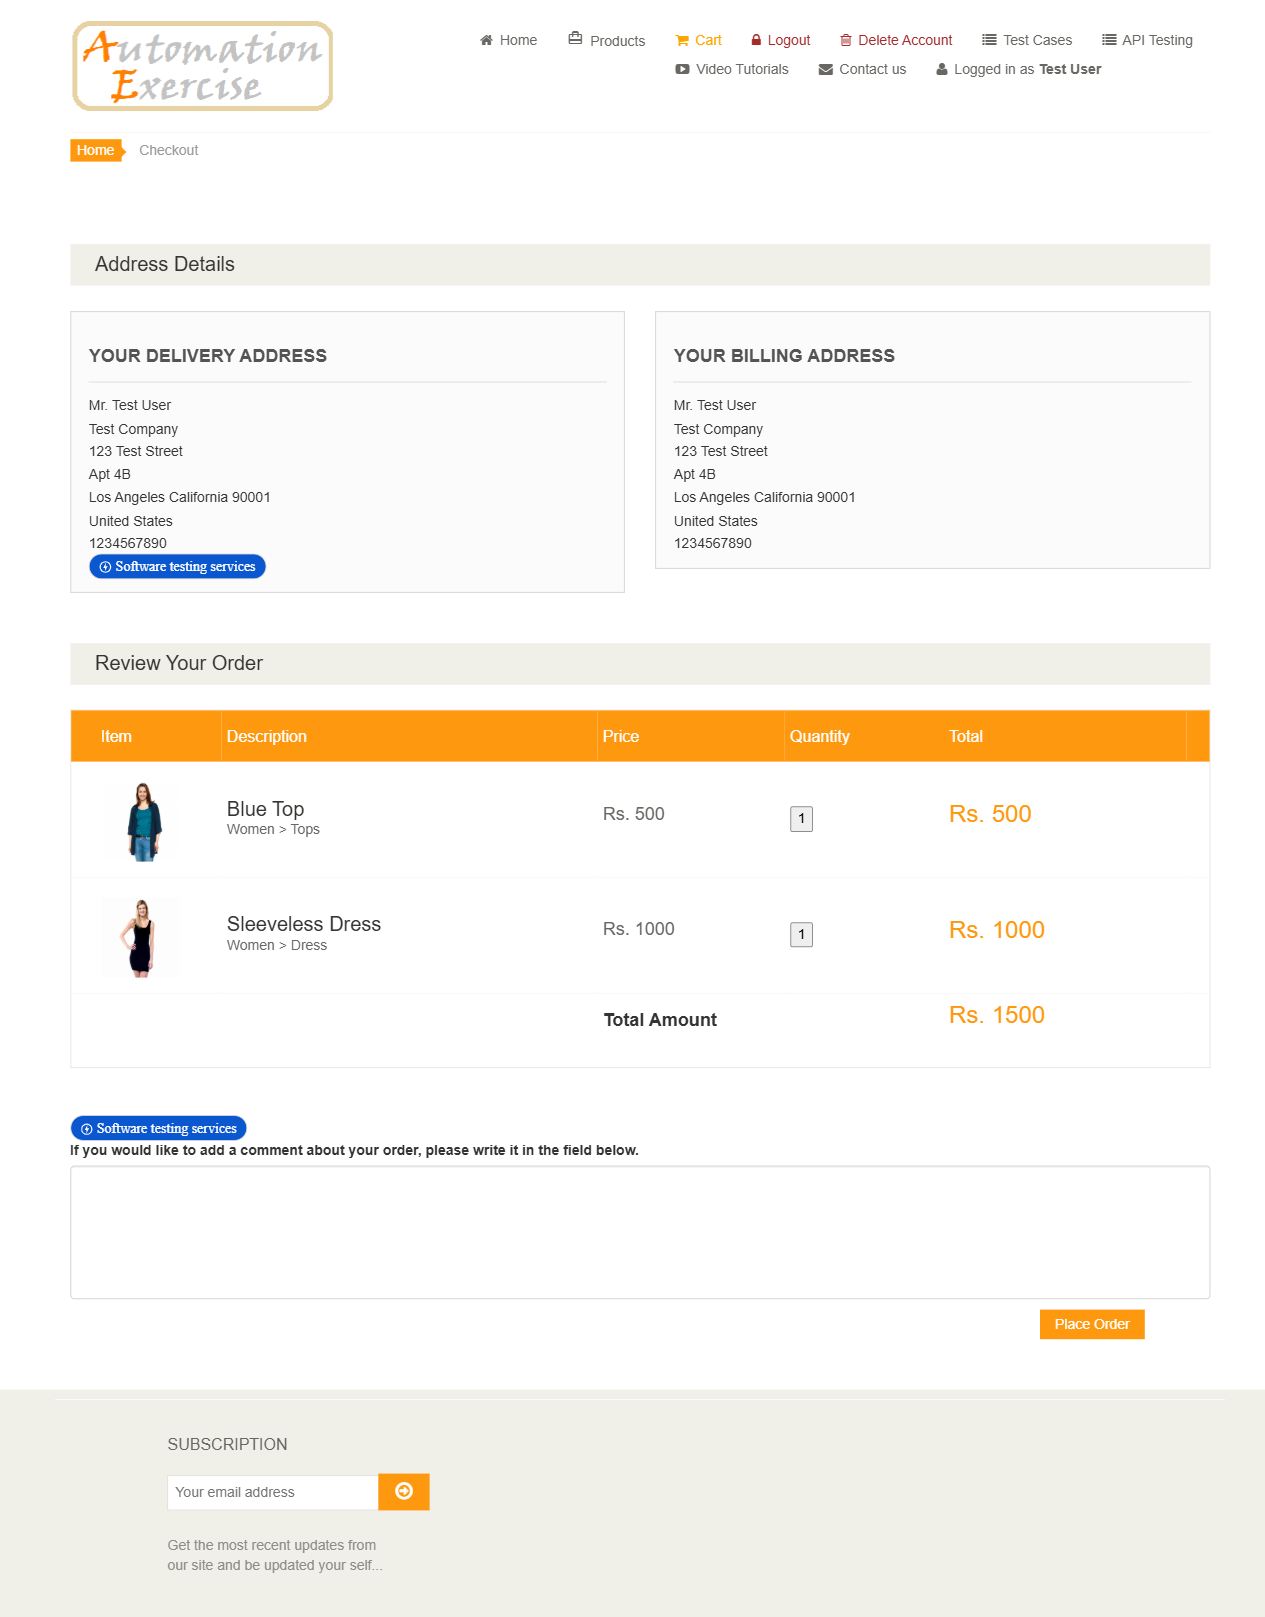 Automation
Exercise
Home
Products
Cart
Logout
Delete Account
Test Cases
API Testing
Video Tutorials
Contact us
Logged in as Test User
Home
Checkout
Address Details
YOUR DELIVERY ADDRESS
Mr. Test User
Test Company
123 Test Street
Apt 4B
Los Angeles California 90001
United States
1234567890
Software testing services
YOUR BILLING ADDRESS
Mr. Test User
Test Company
123 Test Street
Apt 4B
Los Angeles California 90001
United States
1234567890
Review Your Order
Item Description Price Quantity Total
Blue Top
Women > Tops
Rs. 500
1
Rs. 500
Sleeveless Dress
Women > Dress
Rs. 1000
1
Rs. 1000
Total Amount
Rs. 1500
Software testing services
If you would like to add a comment about your order, please write it in the field below.
Place Order
SUBSCRIPTION
Your email address
Get the most recent updates from
our site and be updated your self...